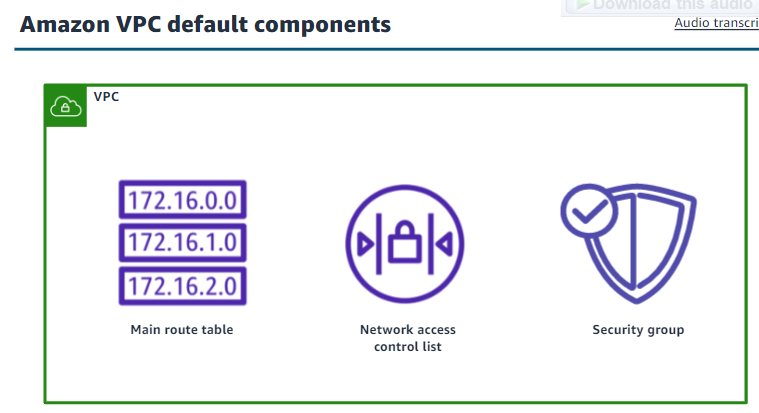 Download this audio
Amazon VPC default components
Audio transcri
VPC
172.16.0.0
172.16.1.0
172.16.2.0
Main route table
Network access
control list
Security group